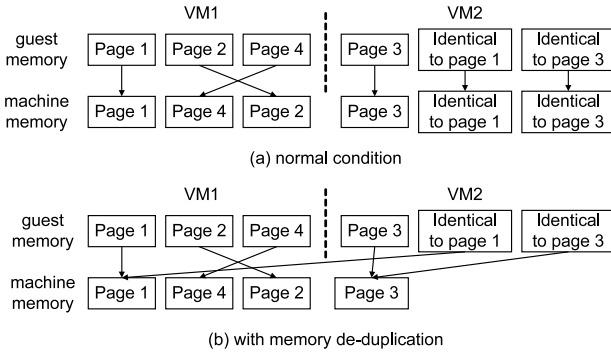 VM1 VM2
guest memory
Page 1 Page 2 Page 4 Page 3 Identical to page 1 Identical to page 3
machine memory
Page 1 Page 4 Page 2 Page 3 Identical to page 1 Identical to page 3
(a) normal condition
VM1 VM2
guest memory
Page 1 Page 2 Page 4 Page 3 Identical to page 1 Identical to page 3
machine memory
Page 1 Page 4 Page 2 Page 3
(b) with memory de-duplication